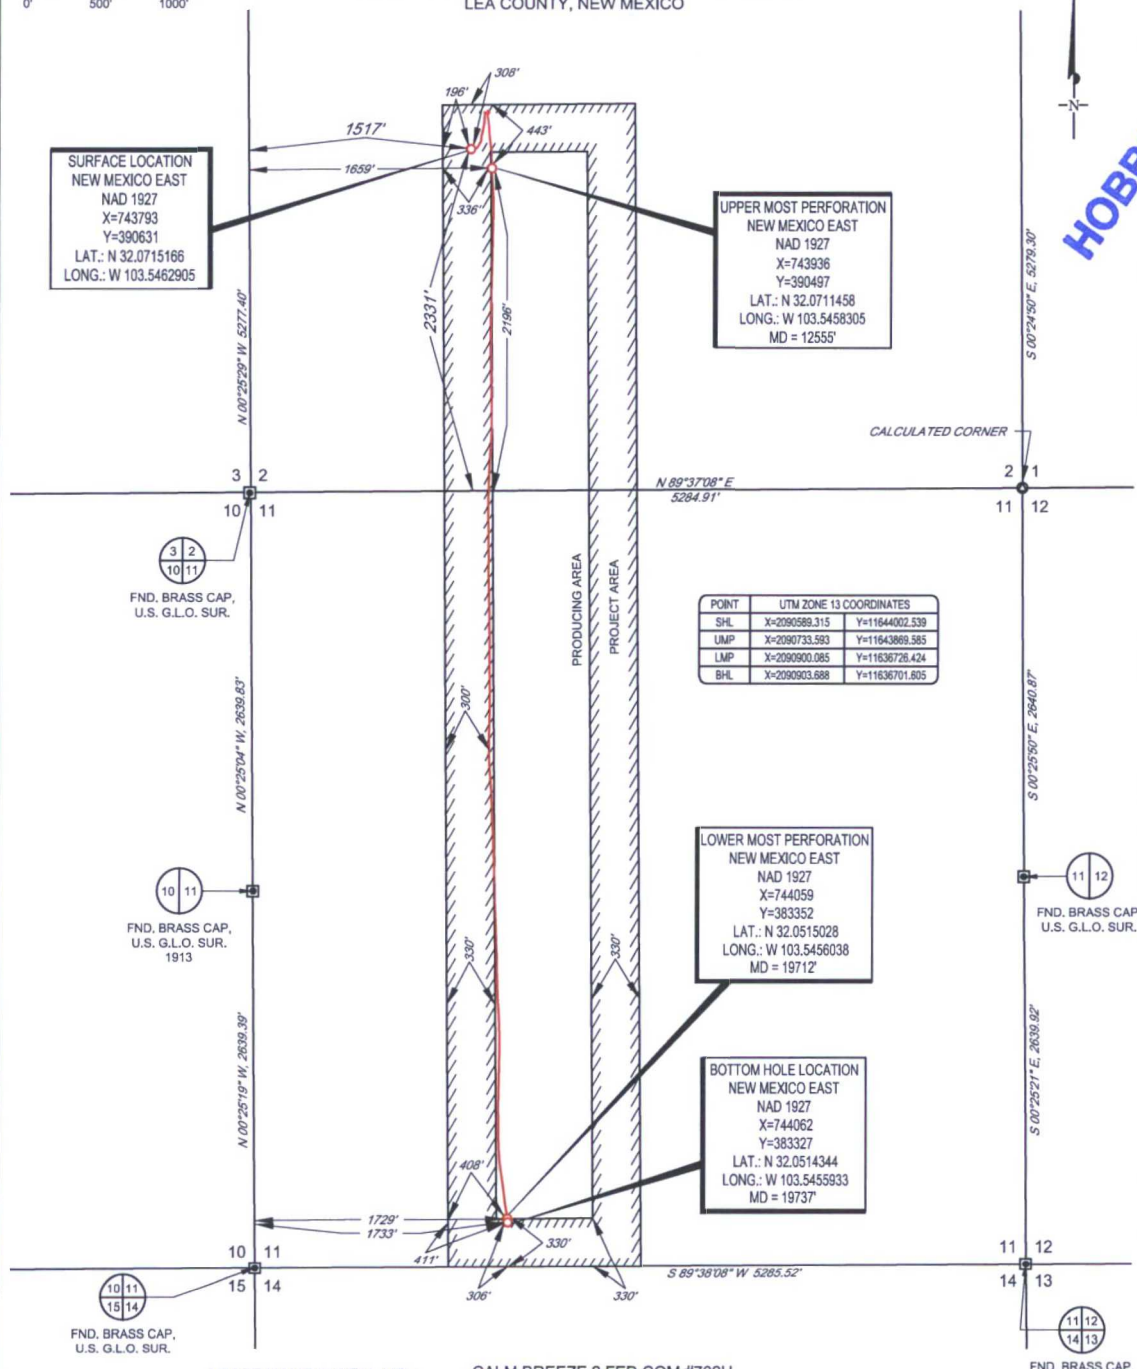 0' 500' 1000'
LEA COUNTY, NEW MEXICO
N
HOBB
308'
196'
1517'
443'
1659'
336'
SURFACE LOCATION
NEW MEXICO EAST
NAD 1927
X=743793
Y=390631
LAT.: N 32.0715166
LONG.: W 103.5462905
UPPER MOST PERFORATION
NEW MEXICO EAST
NAD 1927
X=743936
Y=390497
LAT.: N 32.0711458
LONG.: W 103.5458305
MD = 12555'
N 00°25'29" W 5277.40'
2331'
2196'
S 00°24'50" E, 5279.30'
CALCULATED CORNER
3 2
10 11
N 89°37'08" E
5284.91'
2 1
11 12
3 2
10 11
FND. BRASS CAP,
U.S. G.L.O. SUR.
PRODUCING AREA
PROJECT AREA
POINT UTM ZONE 13 COORDINATES
SHL X=2090589.315 Y=11644002.539
UMP X=2090733.593 Y=11643869.585
LMP X=2090900.085 Y=11636726.424
BHL X=2090903.688 Y=11636701.605
N 00°25'04" W, 2639.83'
300'
S 00°25'50" E, 2640.87'
10 11
FND. BRASS CAP,
U.S. G.L.O. SUR.
1913
11 12
FND. BRASS CAP
U.S. G.L.O. SUR.
LOWER MOST PERFORATION
NEW MEXICO EAST
NAD 1927
X=744059
Y=383352
LAT.: N 32.0515028
LONG.: W 103.5456038
MD = 19712'
330'
330'
N 00°25'19" W, 2639.39'
S 00°25'21" E, 2639.92'
BOTTOM HOLE LOCATION
NEW MEXICO EAST
NAD 1927
X=744062
Y=383327
LAT.: N 32.0514344
LONG.: W 103.5455933
MD = 19737'
408'
1729'
1733'
411'
330'
306'
330'
10 11
15 14
S 89°38'08" W 5285.52'
11 12
14 13
10 11
15 14
FND. BRASS CAP,
U.S. G.L.O. SUR.
11 12
14 13
FND. BRASS CAP